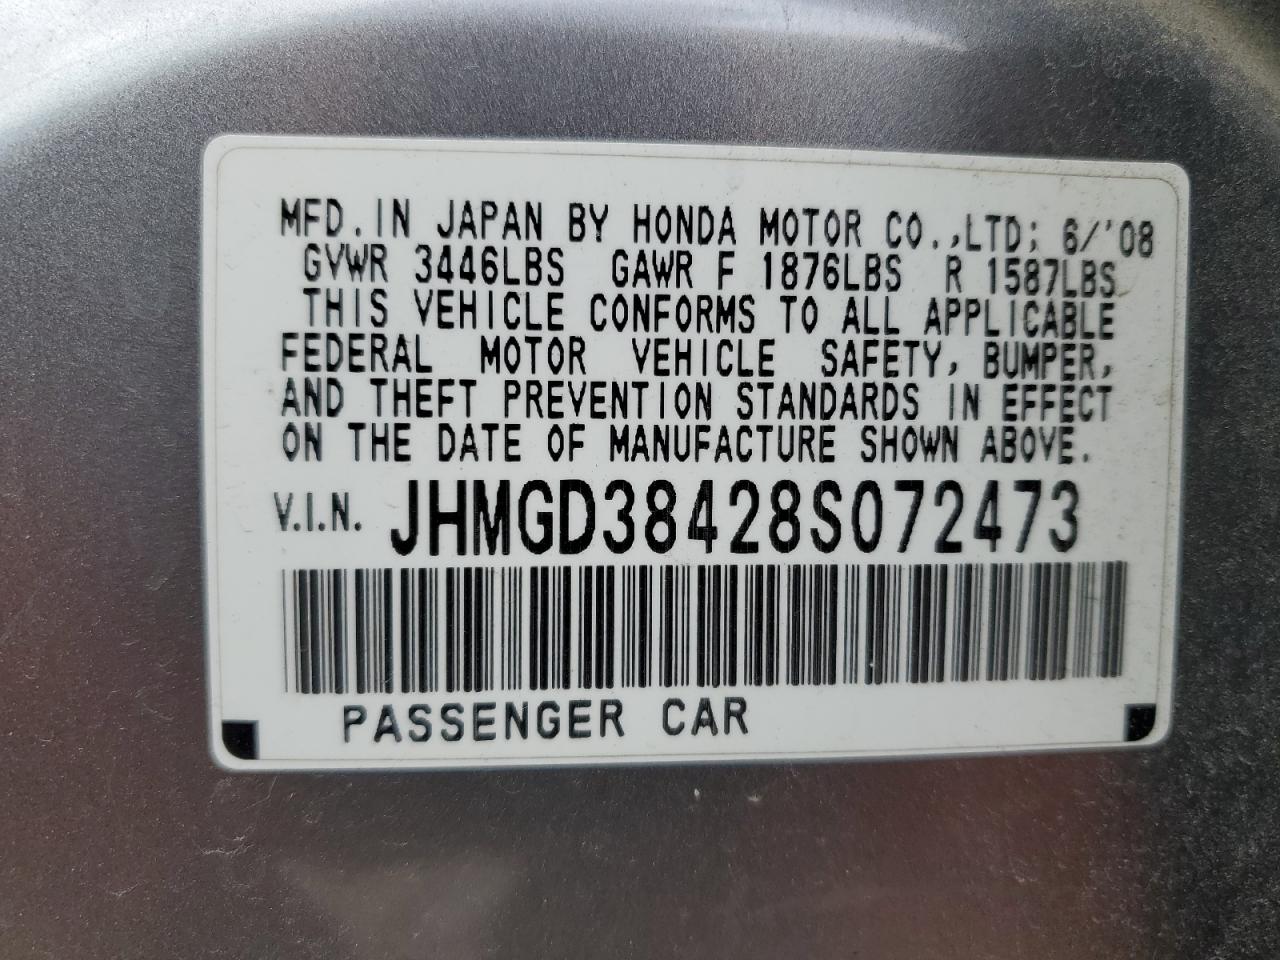 MFD. IN JAPAN BY HONDA MOTOR CO.,LTD; 6/'08
GVWR 3446LBS GAWR F 1876LBS R 1587LBS
THIS VEHICLE CONFORMS TO ALL APPLICABLE
FEDERAL MOTOR VEHICLE SAFETY, BUMPER,
AND THEFT PREVENTION STANDARDS IN EFFECT
ON THE DATE OF MANUFACTURE SHOWN ABOVE.
V.I.N. JHMGD38428S072473
PASSENGER CAR